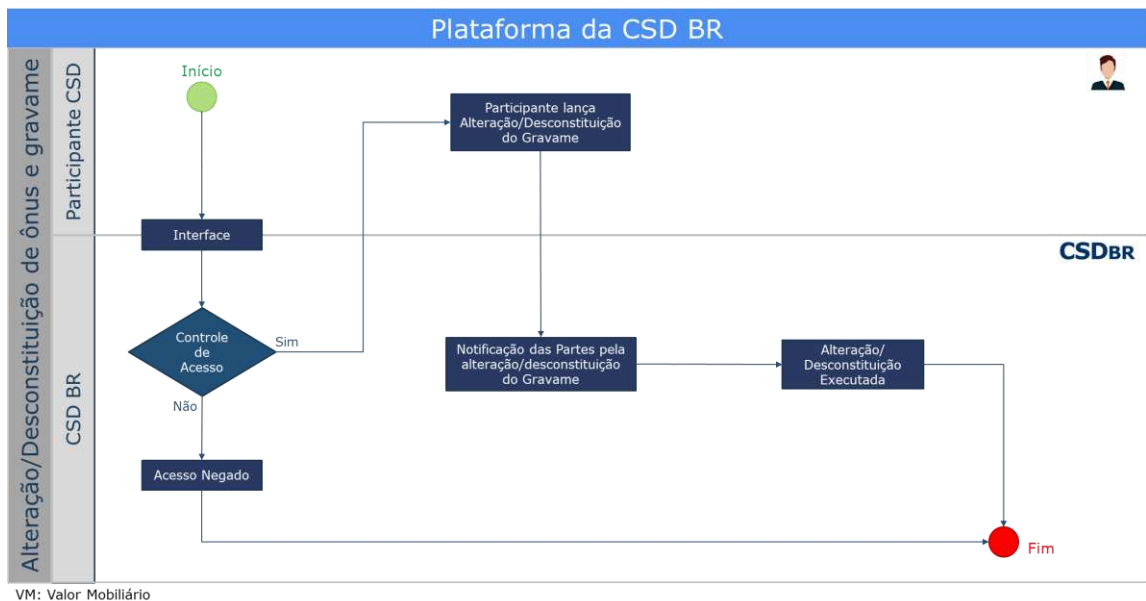 Plataforma da CSD BR
Alteração/Desconstituição de ônus e gravame
Participante CSD
Início
Participante lança
Alteração/Desconstituição
do Gravame
Interface
CSD BR
CSDBR
Controle
de
Acesso
Sim
Não
Notificação das Partes pela
alteração/desconstituição
do Gravame
Alteração/
Desconstituição
Executada
Acesso Negado
Fim
VM: Valor Mobiliário